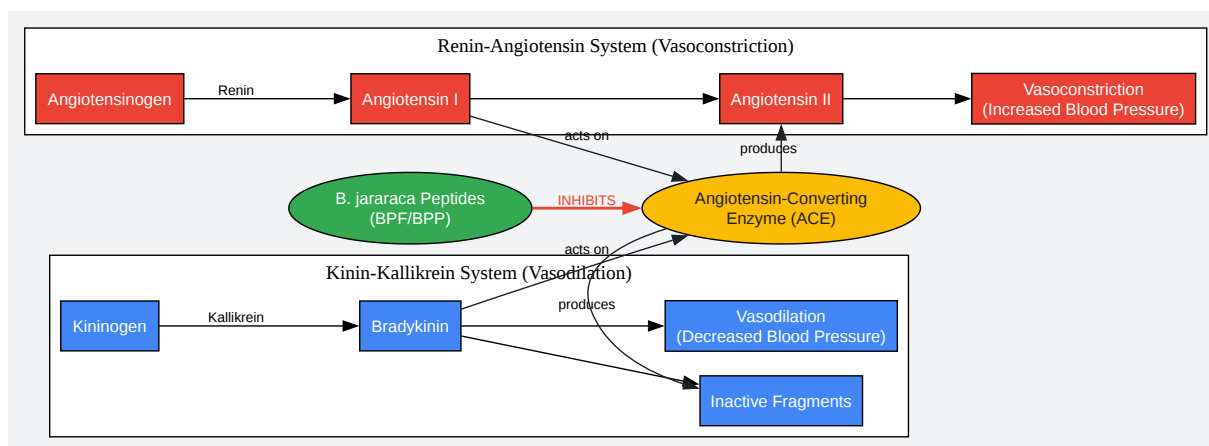 Renin-Angiotensin System (Vasoconstriction)
Angiotensinogen
Renin
Angiotensin I
Angiotensin II
Vasoconstriction
(Increased Blood Pressure)
acts on
produces
B. jararaca Peptides
(BPF/BPP)
INHIBITS
Angiotensin-Converting
Enzyme (ACE)
acts on
Kinin-Kallikrein System (Vasodilation)
Kininogen
Kallikrein
Bradykinin
produces
Vasodilation
(Decreased Blood Pressure)
Inactive Fragments